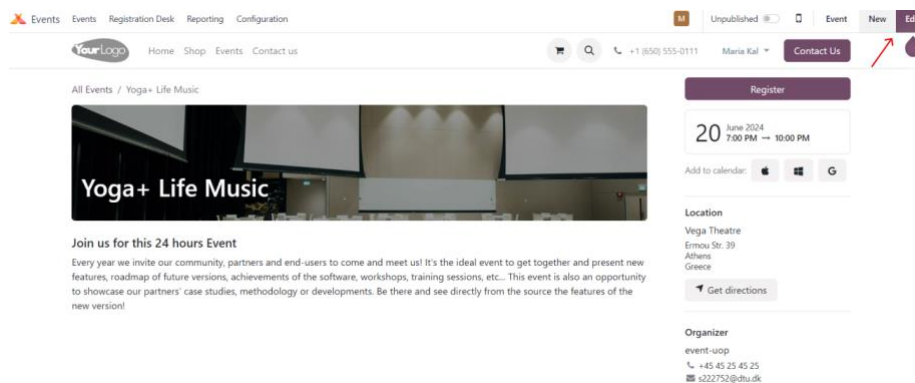 Events Events Registration Desk Reporting Configuration M Unpublished Event New Ed
YourLogo Home Shop Events Contact us +1 (650) 555-0111 Maria Kal Contact Us
All Events / Yoga+ Life Music
Register
20 June 2024
7:00 PM → 10:00 PM
Add to calendar: G
Yoga+ Life Music
Join us for this 24 hours Event
Every year we invite our community, partners and end-users to come and meet us! It's the ideal event to get together and present new
features, roadmap of future versions, achievements of the software, workshops, training sessions, etc... This event is also an opportunity
to showcase our partners' case studies, methodology or developments. Be there and see directly from the source the features of the
new version!
Location
Vega Theatre
Ermou Str. 39
Athens
Greece
Get directions
Organizer
event-uop
+45 45 25 45 25
s222752@dtu.dk